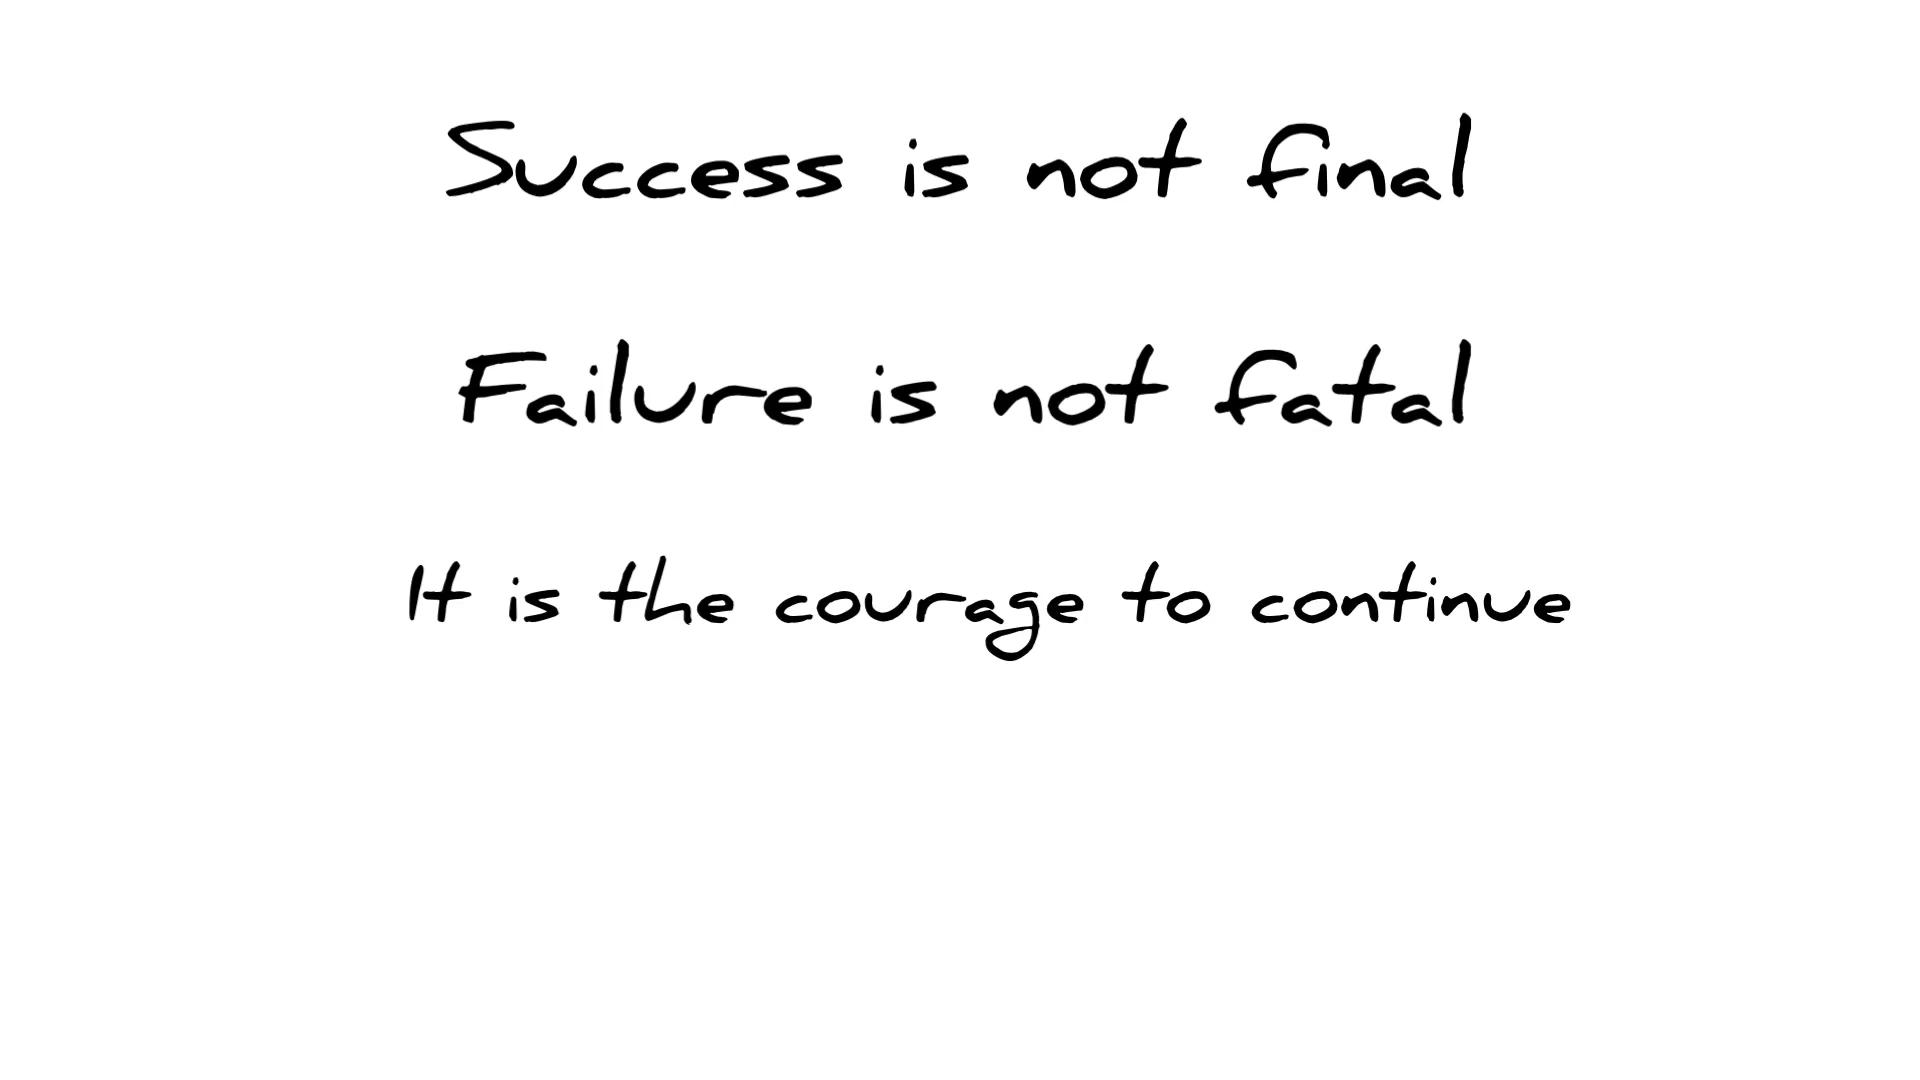 Success is not final
Failure is not fatal
It is the courage to continue